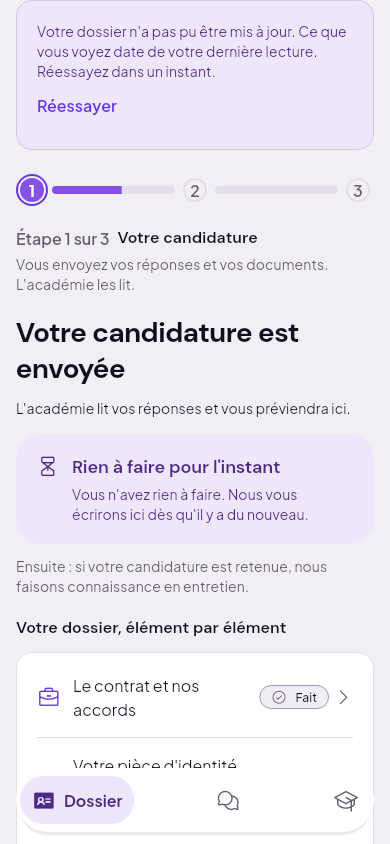 Votre dossier n'a pas pu être mis à jour. Ce que
vous voyez date de votre dernière lecture.
Réessayez dans un instant.
Réessayer
1
2
3
Étape 1 sur 3 Votre candidature
Vous envoyez vos réponses et vos documents.
L'académie les lit.
Votre candidature est
envoyée
L'académie lit vos réponses et vous préviendra ici.
Rien à faire pour l'instant
Vous n'avez rien à faire. Nous vous
écrirons ici dès qu'il y a du nouveau.
Ensuite : si votre candidature est retenue, nous
faisons connaissance en entretien.
Votre dossier, élément par élément
Le contrat et nos
accords
Fait
Votre pièce d'identité
Dossier